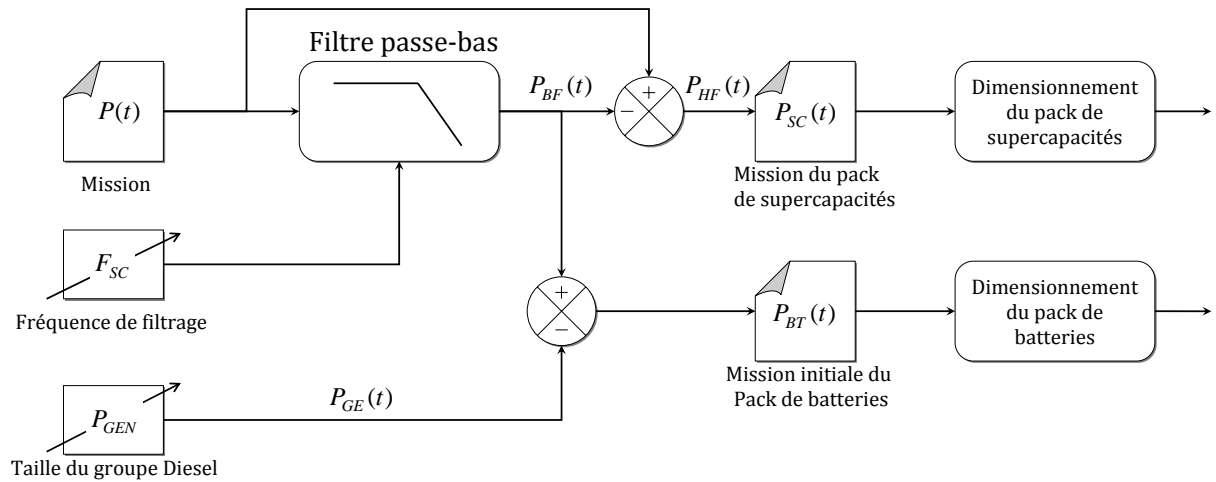 Filtre passe-bas
P(t)
Mission
P_BF(t)
+
−
P_HF(t)
P_SC(t)
Mission du pack
de supercapacités
Dimensionnement
du pack de
supercapacités
F_SC
Fréquence de filtrage
+
−
P_BT(t)
Mission initiale du
Pack de batteries
Dimensionnement
du pack de
batteries
P_GEN
Taille du groupe Diesel
P_GE(t)